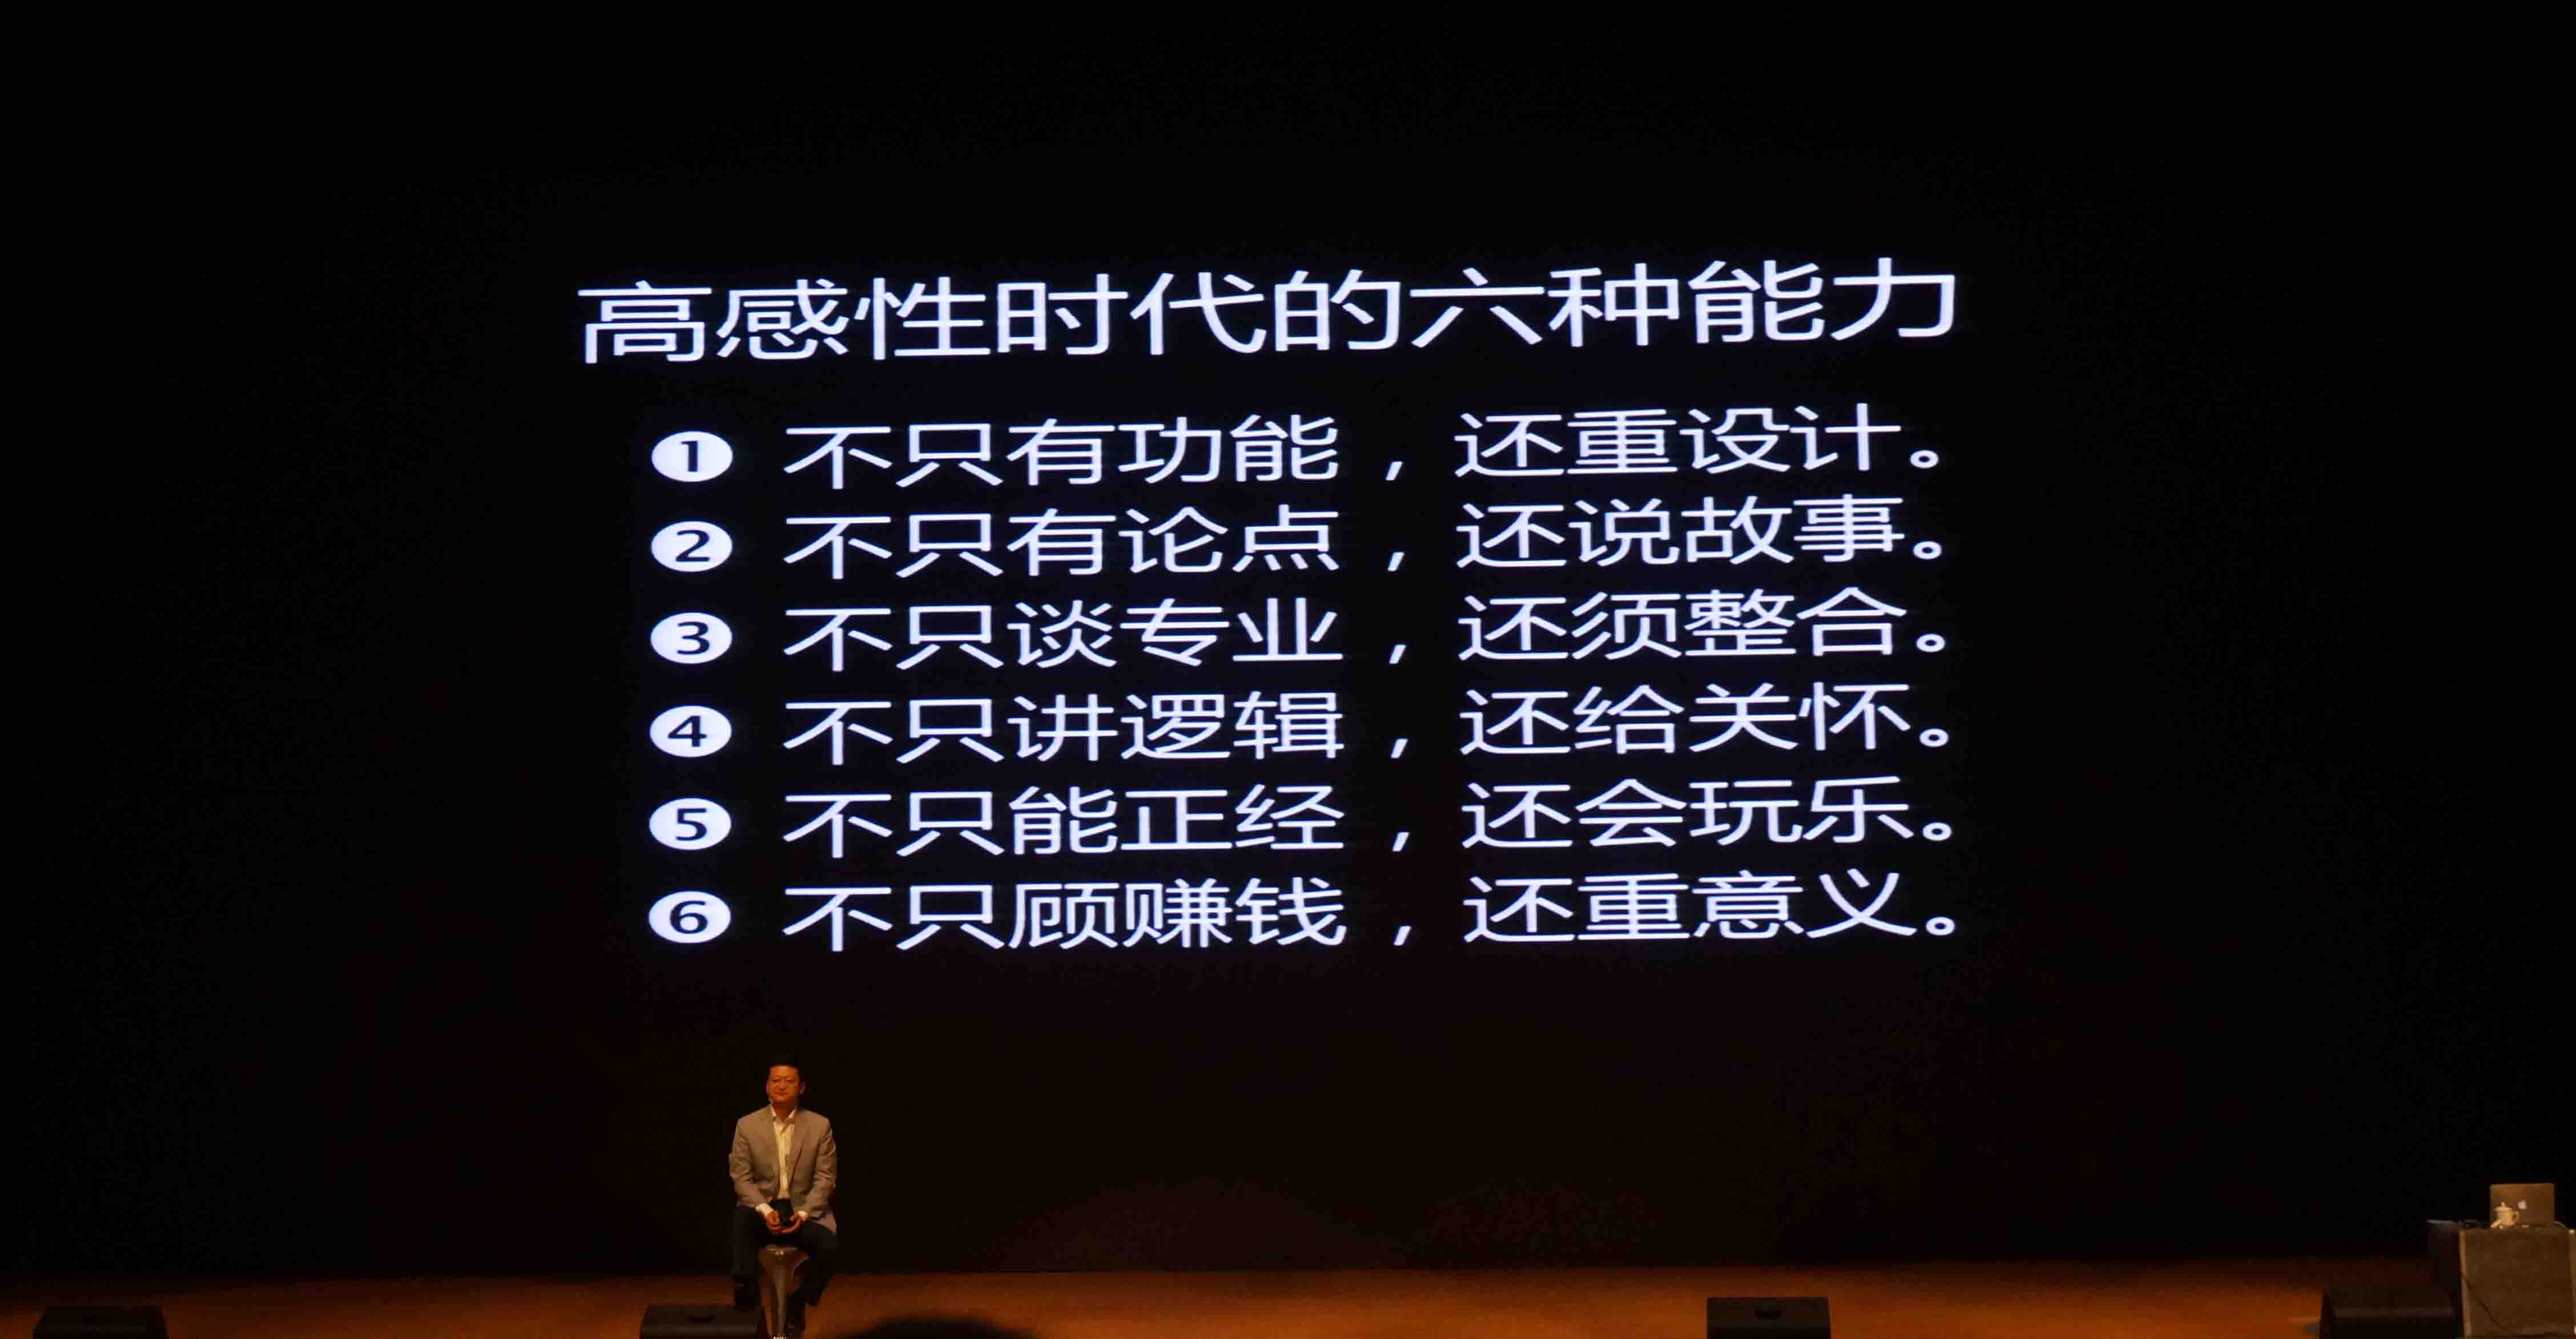 高感性时代的六种能力
❶ 不只有功能，还重设计。
❷ 不只有论点，还说故事。
❸ 不只谈专业，还须整合。
❹ 不只讲逻辑，还给关怀。
❺ 不只能正经，还会玩乐。
❻ 不只顾赚钱，还重意义。